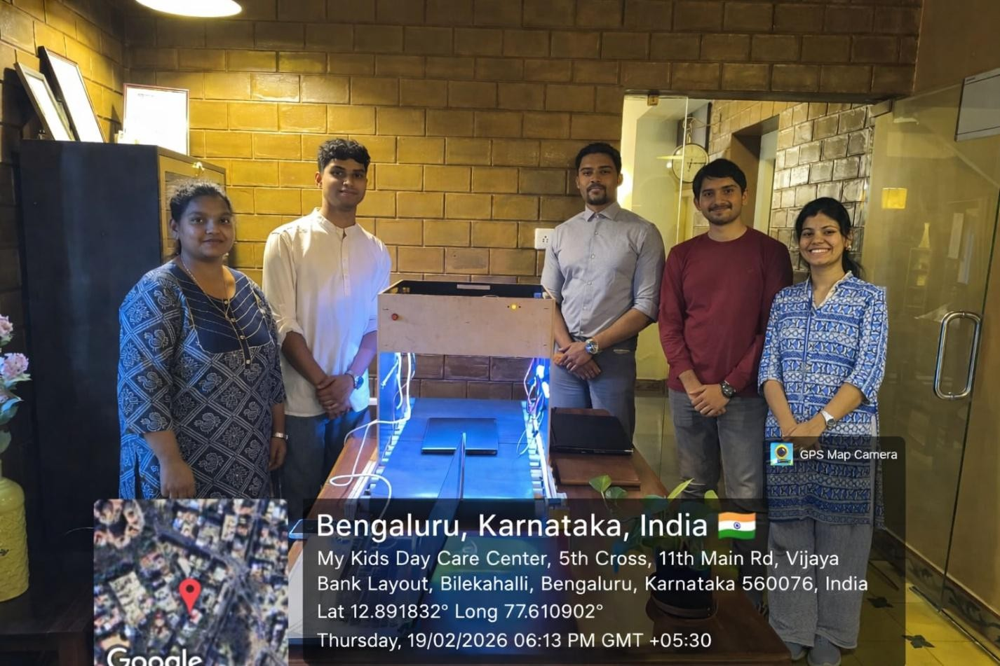 GPS Map Camera
Bengaluru, Karnataka, India 🇮🇳
My Kids Day Care Center, 5th Cross, 11th Main Rd, Vijaya
Bank Layout, Bilekahalli, Bengaluru, Karnataka 560076, India
Lat 12.891832° Long 77.610902°
Thursday, 19/02/2026 06:13 PM GMT +05:30
Google